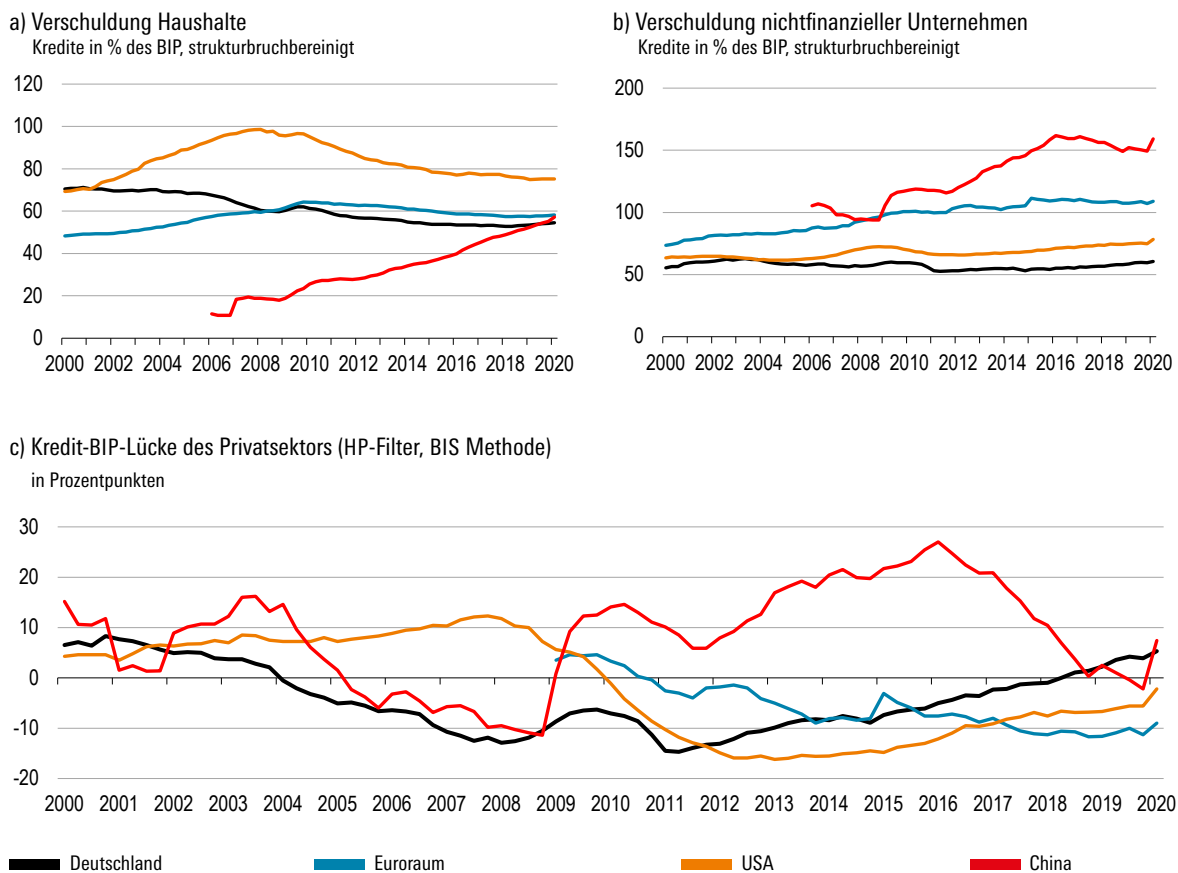 a) Verschuldung Haushalte
Kredite in % des BIP, strukturbruchbereinigt
120
100
80
60
40
20
0
2000 2002 2004 2006 2008 2010 2012 2014 2016 2018 2020
b) Verschuldung nichtfinanzieller Unternehmen
Kredite in % des BIP, strukturbruchbereinigt
200
150
100
50
0
2000 2002 2004 2006 2008 2010 2012 2014 2016 2018 2020
c) Kredit-BIP-Lücke des Privatsektors (HP-Filter, BIS Methode)
in Prozentpunkten
30
20
10
0
-10
-20
2000 2001 2002 2003 2004 2005 2006 2007 2008 2009 2010 2011 2012 2013 2014 2015 2016 2017 2018 2019 2020
Deutschland Euroraum USA China